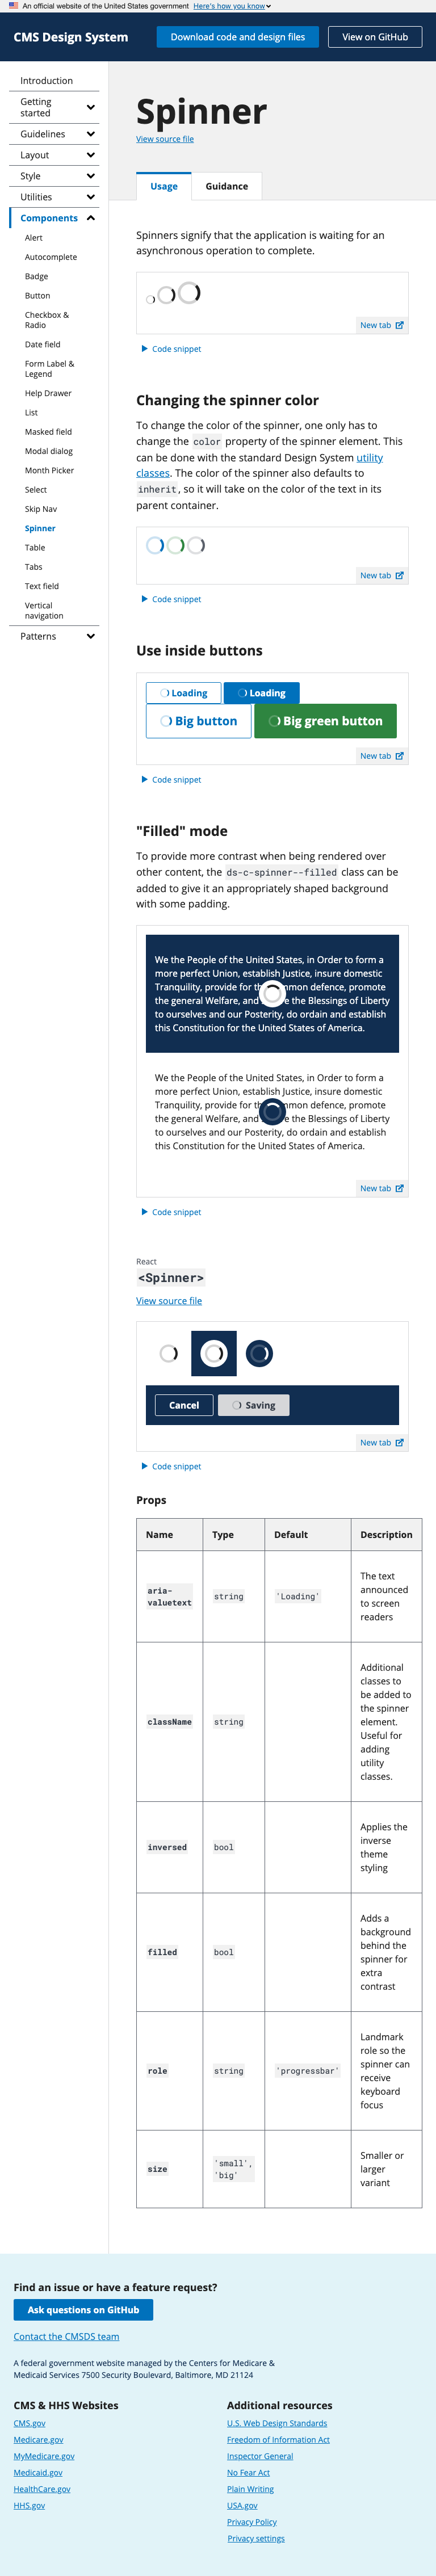 An official website of the United States government Here's how you know
CMS Design System
Download code and design files
View on GitHub
Introduction
Getting
started
Guidelines
Layout
Style
Utilities
Components
Alert
Autocomplete
Badge
Button
Checkbox &
Radio
Date field
Form Label &
Legend
Help Drawer
List
Masked field
Modal dialog
Month Picker
Select
Skip Nav
Spinner
Table
Tabs
Text field
Vertical
navigation
Patterns
Spinner
View source file
Usage
Guidance
Spinners signify that the application is waiting for an
asynchronous operation to complete.
New tab
Code snippet
Changing the spinner color
To change the color of the spinner, one only has to
change the color property of the spinner element. This
can be done with the standard Design System utility
classes. The color of the spinner also defaults to
inherit, so it will take on the color of the text in its
parent container.
New tab
Code snippet
Use inside buttons
Loading
Loading
Big button
Big green button
New tab
Code snippet
"Filled" mode
To provide more contrast when being rendered over
other content, the ds-c-spinner--filled class can be
added to give it an appropriately shaped background
with some padding.
We the People of the United States, in Order to form a
more perfect Union, establish Justice, insure domestic
Tranquility, provide for th mon defence, promote
the general Welfare, and the Blessings of Liberty
to ourselves and our Posterity, do ordain and establish
this Constitution for the United States of America.
We the People of the United States, in Order to form a
more perfect Union, establish Justice, insure domestic
Tranquility, provide for th mon defence, promote
the general Welfare, and the Blessings of Liberty
to ourselves and our Posterity, do ordain and establish
this Constitution for the United States of America.
New tab
Code snippet
React
<Spinner>
View source file
Cancel
Saving
New tab
Code snippet
Props
Name
Type
Default
Description
aria-
valuetext
string
'Loading'
The text
announced
to screen
readers
className
string
Additional
classes to
be added to
the spinner
element.
Useful for
adding
utility
classes.
inversed
bool
Applies the
inverse
theme
styling
filled
bool
Adds a
background
behind the
spinner for
extra
contrast
role
string
'progressbar'
Landmark
role so the
spinner can
receive
keyboard
focus
size
'small',
'big'
Smaller or
larger
variant
Find an issue or have a feature request?
Ask questions on GitHub
Contact the CMSDS team
A federal government website managed by the Centers for Medicare &
Medicaid Services 7500 Security Boulevard, Baltimore, MD 21124
CMS & HHS Websites
CMS.gov
Medicare.gov
MyMedicare.gov
Medicaid.gov
HealthCare.gov
HHS.gov
Additional resources
U.S. Web Design Standards
Freedom of Information Act
Inspector General
No Fear Act
Plain Writing
USA.gov
Privacy Policy
Privacy settings